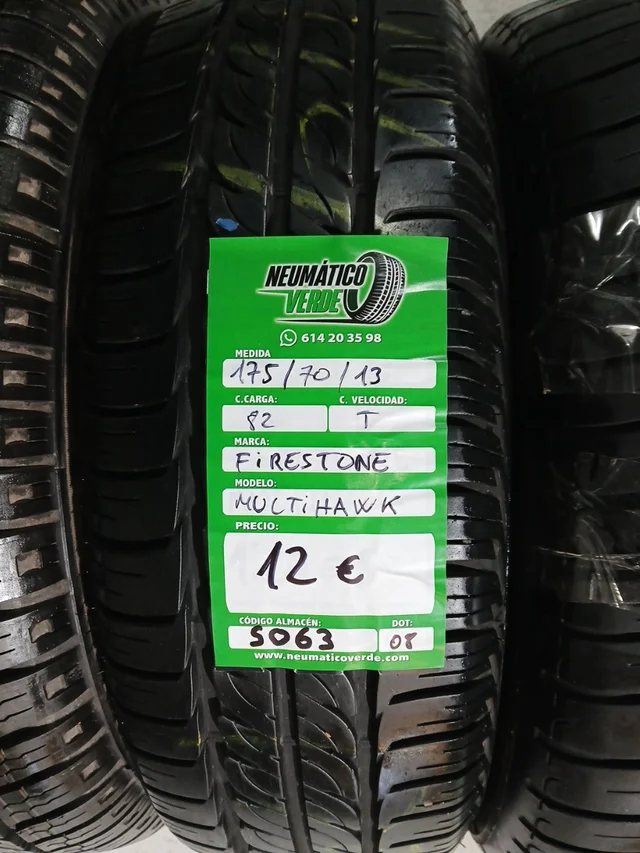 NEUMÁTICO
VERDE
614 20 35 98
MEDIDA
175/70/13
C.CARGA: C. VELOCIDAD:
82 T
MARCA:
FiRESTONE
MODELO:
MULTiHAWK
PRECIO:
12 €
CÓDIGO ALMACÉN: DOT:
5063 08
www.neumaticoverde.com